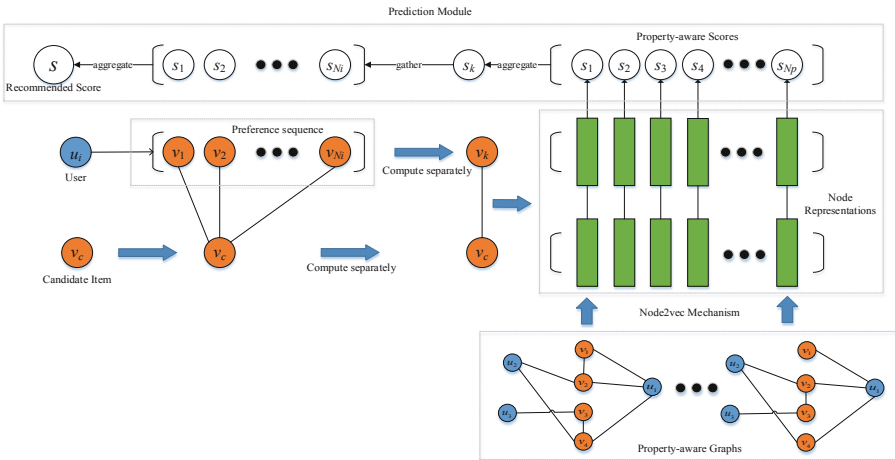 Prediction Module
Property-aware Scores
s aggregate s1 s2 sNi gather sk aggregate s1 s2 s3 s4 sNp
Recommended Score
Preference sequence
ui v1 v2 vNi vk
User
Compute separately
Node
Representations
vc vc vc
Candidate Item
Compute separately
Node2vec Mechanism
v1 v1
u2 u2
v2 u1 v2 u1
u3 v3 v3
v4 v4
Property-aware Graphs